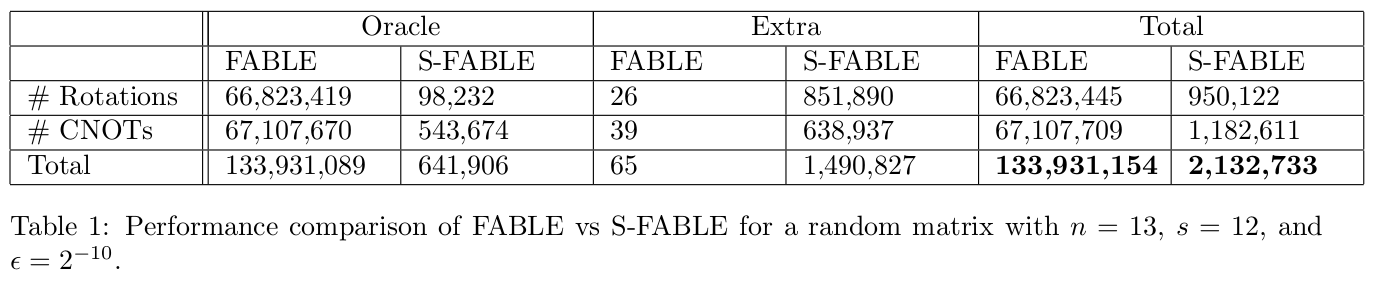 Oracle Extra Total
FABLE S-FABLE FABLE S-FABLE FABLE S-FABLE
# Rotations 66,823,419 98,232 26 851,890 66,823,445 950,122
# CNOTs 67,107,670 543,674 39 638,937 67,107,709 1,182,611
Total 133,931,089 641,906 65 1,490,827 133,931,154 2,132,733
Table 1: Performance comparison of FABLE vs S-FABLE for a random matrix with n = 13, s = 12, and
ϵ = 2⁻¹⁰.